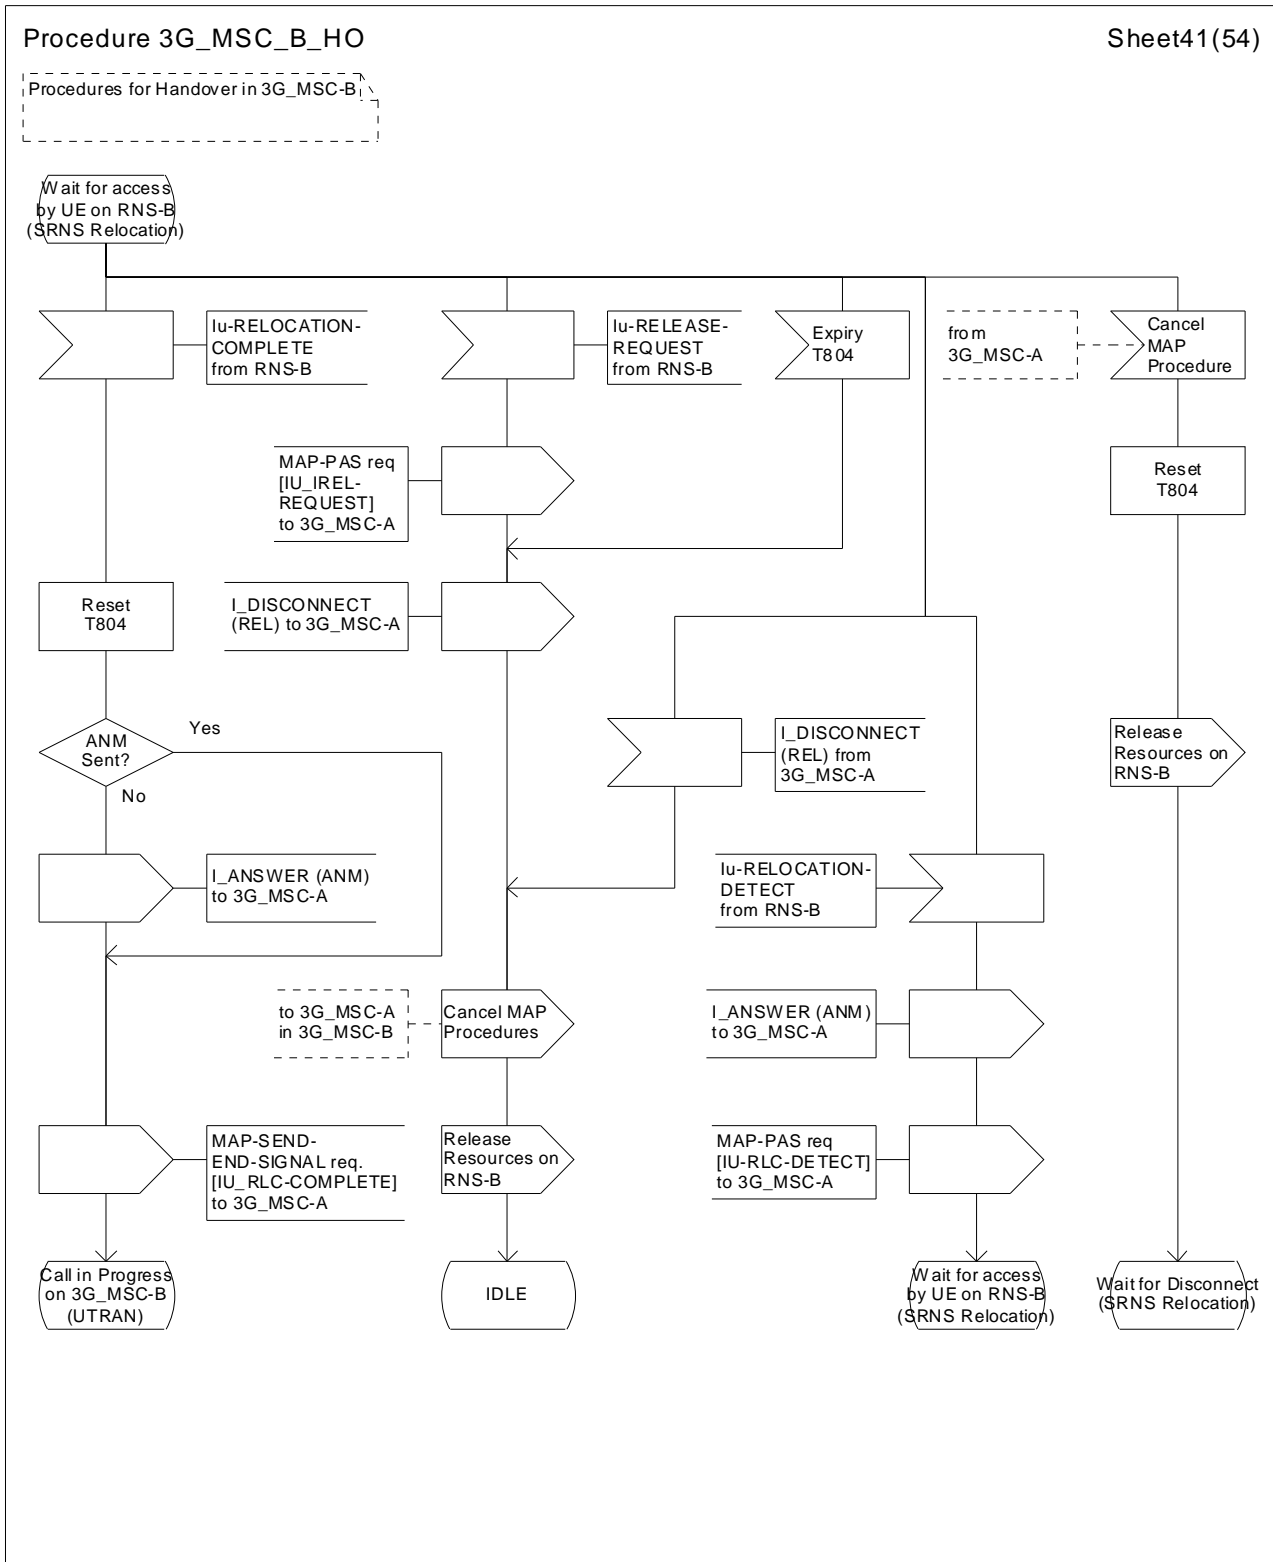 Procedure 3G_MSC_B_HO
Sheet41(54)
Procedures for Handover in 3G_MSC-B
Wait for access
by UE on RNS-B
(SRNS Relocation)
Iu-RELOCATION-
COMPLETE
from RNS-B
Iu-RELEASE-
REQUEST
from RNS-B
Expiry
T804
from
3G_MSC-A
Cancel
MAP
Procedure
MAP-PAS req
[IU_IREL-
REQUEST]
to 3G_MSC-A
Reset
T804
Reset
T804
I_DISCONNECT
(REL) to 3G_MSC-A
ANM
Sent?
Yes
No
I_DISCONNECT
(REL) from
3G_MSC-A
Release
Resources on
RNS-B
I_ANSWER (ANM)
to 3G_MSC-A
Iu-RELOCATION-
DETECT
from RNS-B
to 3G_MSC-A
in 3G_MSC-B
Cancel MAP
Procedures
I_ANSWER (ANM)
to 3G_MSC-A
MAP-SEND-
END-SIGNAL req.
[IU_RLC-COMPLETE]
to 3G_MSC-A
Release
Resources on
RNS-B
MAP-PAS req
[IU-RLC-DETECT]
to 3G_MSC-A
Call in Progress
on 3G_MSC-B
(UTRAN)
IDLE
Wait for access
by UE on RNS-B
(SRNS Relocation)
Wait for Disconnect
(SRNS Relocation)